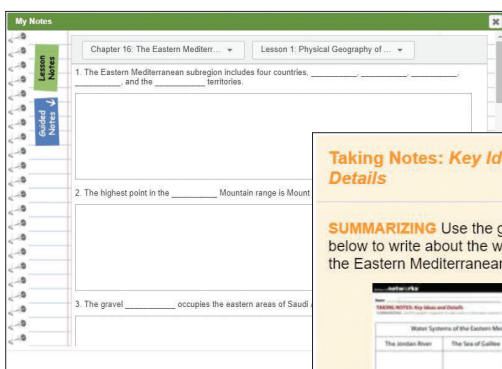 My Notes
Lesson Notes
Guided Notes
Chapter 16: The Eastern Mediterr...
Lesson 1: Physical Geography of ...
1. The Eastern Mediterranean subregion includes four countries, __________, __________, __________,
__________, and the __________ territories.
2. The highest point in the _________ Mountain range is Mount
3. The gravel ____________ occupies the eastern areas of Saudi
Taking Notes: Key Id
Details
SUMMARIZING Use the g
below to write about the w
the Eastern Mediterranean
networks
TAKING NOTES: Key Ideas and Details
Water Systems of the Eastern Me
The Jordan River
The Sea of Galilee